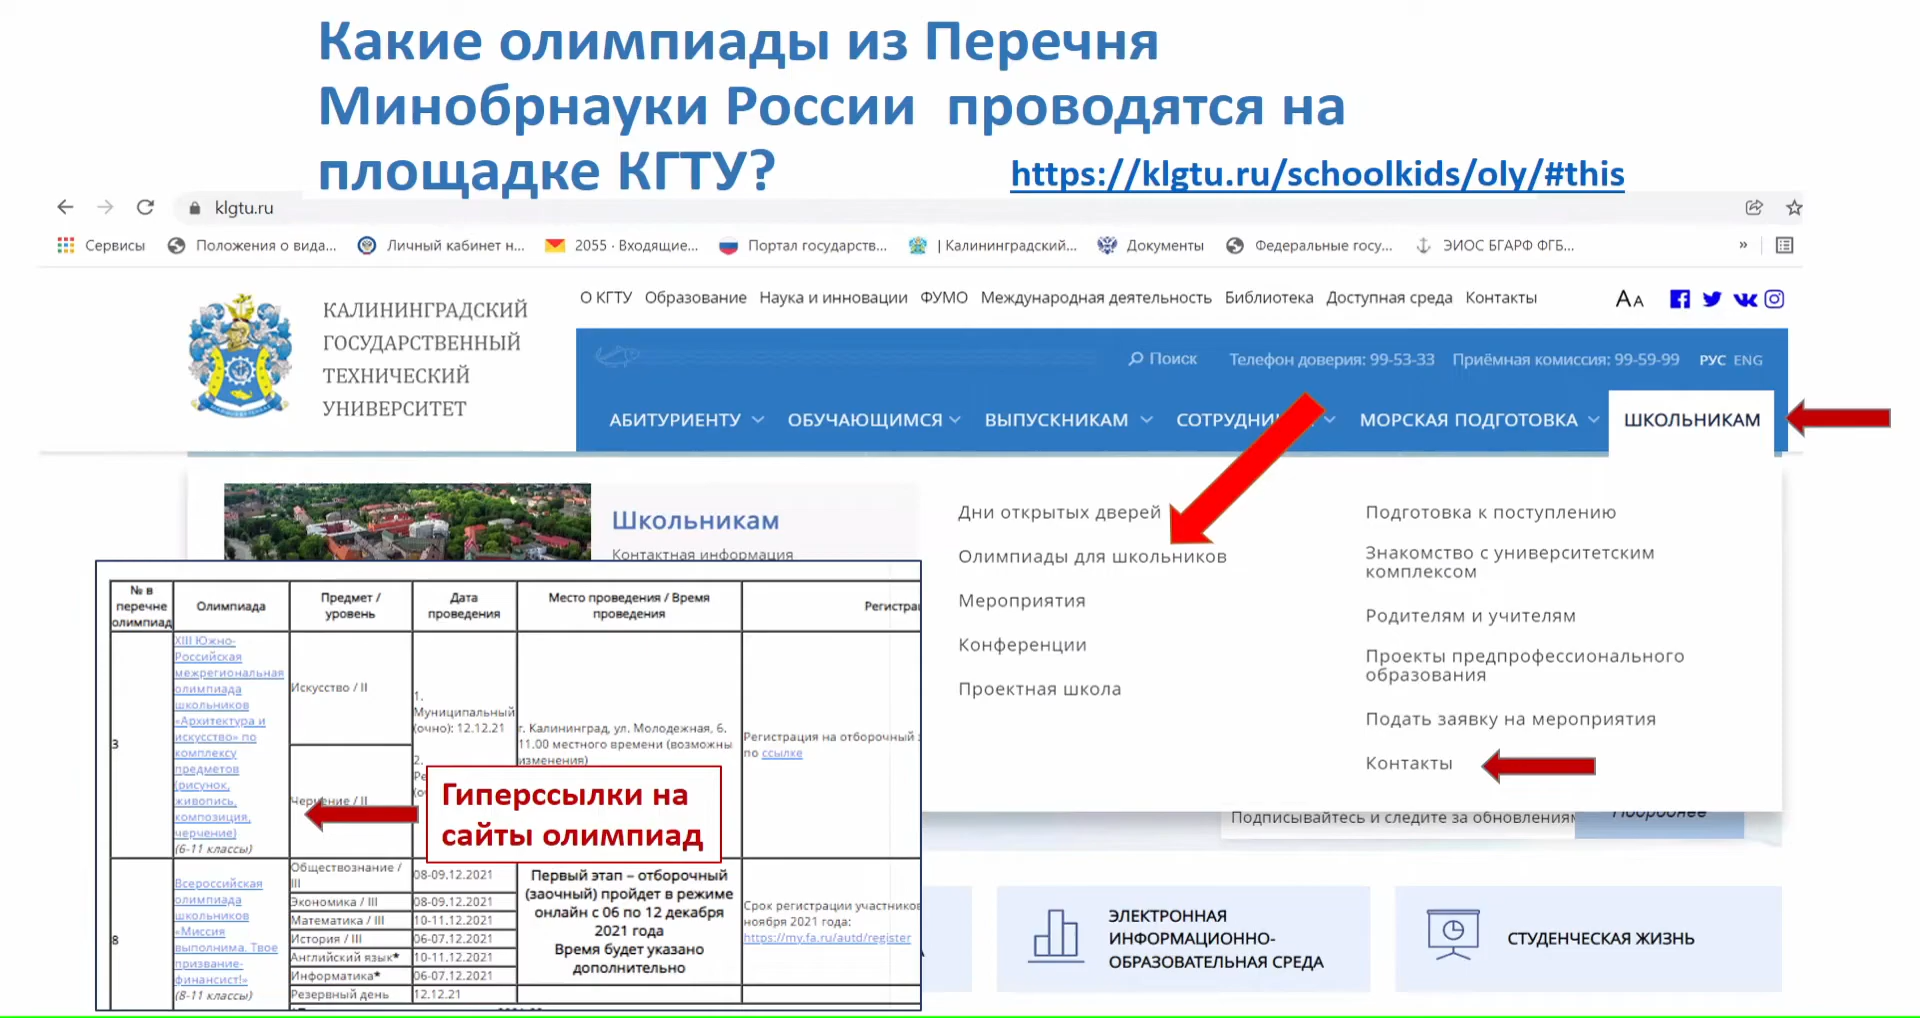 Какие олимпиады из Перечня
Минобрнауки России проводятся на
площадке КГТУ?
https://klgtu.ru/schoolkids/oly/#this
klgtu.ru
Сервисы
Положения о вида...
Личный кабинет н...
2055 · Входящие...
Портал государств...
| Калининградский...
Документы
Федеральные госу...
ЭИОС БГАРФ ФГБ...
»
КАЛИНИНГРАДСКИЙ
ГОСУДАРСТВЕННЫЙ
ТЕХНИЧЕСКИЙ
УНИВЕРСИТЕТ
О КГТУ Образование Наука и инновации ФУМО Международная деятельность Библиотека Доступная среда Контакты
АА
Поиск Телефон доверия: 99-53-33 Приёмная комиссия: 99-59-99 РУС ENG
АБИТУРИЕНТУ ОБУЧАЮЩИМСЯ ВЫПУСКНИКАМ СОТРУДНИ МОРСКАЯ ПОДГОТОВКА ШКОЛЬНИКАМ
Школьникам
Контактная информация
Дни открытых дверей
Олимпиады для школьников
Мероприятия
Конференции
Проектная школа
Подготовка к поступлению
Знакомство с университетским
комплексом
Родителям и учителям
Проекты предпрофессионального
образования
Подать заявку на мероприятия
Контакты
Подписывайтесь и следите за обновлениям
Подробнее
№ в
перечне
олимпиад
Олимпиада
Предмет /
уровень
Дата
проведения
Место проведения / Время
проведения
Регистра
3
XIII Южно-
Российская
межрегиональная
олимпиада
школьников
«Архитектура и
искусство» по
комплексу
предметов
(рисунок,
живопись,
композиция,
черчение)
(6-11 классы)
Искусство / II
Черчение / II
1.
Муниципальный
(очно): 12.12.21
2.
г. Калининград, ул. Молодежная, 6.
11.00 местного времени (возможны
изменения)
Регистрация на отборочный
по ссылке
Гиперссылки на
сайты олимпиад
8
Всероссийская
олимпиада
школьников
«Миссия
выполнима. Твое
призвание-
финансист!»
(8-11 классы)
Обществознание /
III
08-09.12.2021
Экономика / III
08-09.12.2021
Математика / III
10-11.12.2021
История / III
06-07.12.2021
Английский язык*
10-11.12.2021
Информатика*
06-07.12.2021
Резервный день
12.12.21
Первый этап – отборочный
(заочный) пройдет в режиме
онлайн с 06 по 12 декабря
2021 года
Время будет указано
дополнительно
Срок регистрации участников
ноября 2021 года:
https://my.fa.ru/autd/register
ЭЛЕКТРОННАЯ
ИНФОРМАЦИОННО-
ОБРАЗОВАТЕЛЬНАЯ СРЕДА
СТУДЕНЧЕСКАЯ ЖИЗНЬ